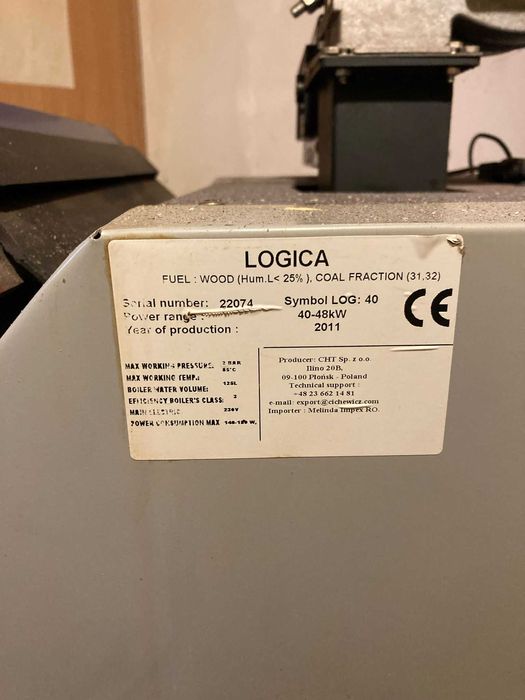 LOGICA
FUEL : WOOD (Hum.L< 25% ), COAL FRACTION (31,32)
Serial number: 22074 Symbol LOG: 40
Power range : 40-48kW
Year of production : 2011
CE
MAX WORKING PRESSURE: 2 BAR
MAX WORKING TEMP.: 85°C
BOILER WATER VOLUME: 125L
EFFICIENCY BOILER'S CLASS: 3
MAIN ELECTRIC 230V
POWER CONSUMPTION MAX W.
Producer: CHT Sp. z o.o.
Ilino 20B,
09-100 Płońsk - Poland
Technical support :
+48 23 662 14 81
e-mail: export@cichewicz.com
Importer : Melinda Impex RO.